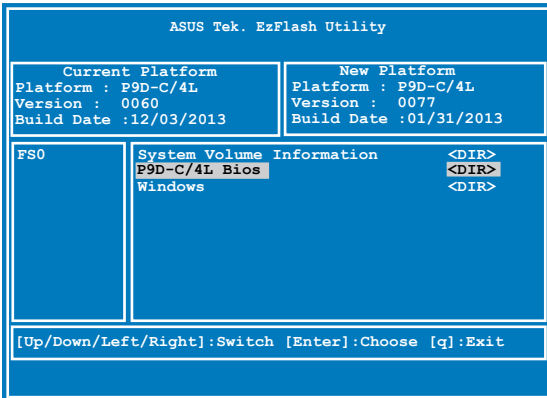 ASUS Tek. EzFlash Utility
Current Platform
Platform : P9D-C/4L
Version : 0060
Build Date :12/03/2013
New Platform
Platform : P9D-C/4L
Version : 0077
Build Date :01/31/2013
FS0
System Volume Information <DIR>
P9D-C/4L Bios <DIR>
Windows <DIR>
[Up/Down/Left/Right]:Switch [Enter]:Choose [q]:Exit